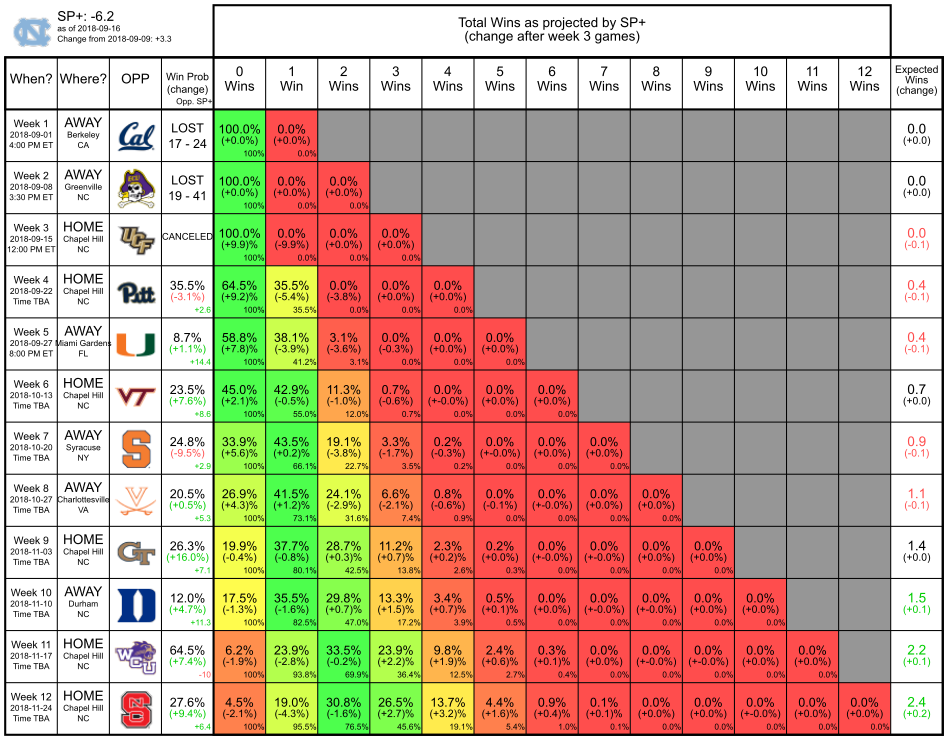 SP+: -6.2
as of 2018-09-16
Change from 2018-09-09: +3.3
Total Wins as projected by SP+
(change after week 3 games)
When? Where? OPP Win Prob (change) Opp. SP+ 0 Wins 1 Win 2 Wins 3 Wins 4 Wins 5 Wins 6 Wins 7 Wins 8 Wins 9 Wins 10 Wins 11 Wins 12 Wins Expected Wins (change)
Week 1 AWAY Cal LOST 100.0% 0.0% 0.0
2018-09-01 Berkeley 17 - 24 (+0.0%) (+0.0%) (+0.0)
4:00 PM ET CA 100% 0.0%
Week 2 AWAY LOST 100.0% 0.0% 0.0% 0.0
2018-09-08 Greenville 19 - 41 (+0.0%) (+0.0%) (+0.0%) (+0.0)
3:30 PM ET NC 100% 0.0% 0.0%
Week 3 HOME UCF CANCELED 100.0% 0.0% 0.0% 0.0% 0.0
2018-09-15 Chapel Hill (+9.9)% -9.9% (+0.0%) (+0.0%) (-0.1)
12:00 PM ET NC 100% 0.0% 0.0% 0.0%
Week 4 HOME Pitt 35.5% 64.5% 35.5% 0.0% 0.0% 0.0% 0.4
2018-09-22 Chapel Hill (-3.1%) (+9.2)% (-5.4%) (-3.8%) (+0.0%) (+0.0%) (-0.1)
Time TBA NC +2.6 100% 35.5% 0.0% 0.0% 0.0%
Week 5 AWAY U 8.7% 58.8% 38.1% 3.1% 0.0% 0.0% 0.0% 0.4
2018-09-27 Miami Gardens (+1.1%) (+7.8)% (-3.9%) (-3.6%) (-0.3%) (+0.0%) (+0.0%) (-0.1)
8:00 PM ET FL +14.4 100% 41.2% 3.1% 0.0% 0.0% 0.0%
Week 6 HOME VT 23.5% 45.0% 42.9% 11.3% 0.7% 0.0% 0.0% 0.0% 0.7
2018-10-13 Chapel Hill (+7.6%) (+2.1)% (-0.5%) (-1.0%) (-0.6%) (+-0.0%) (+0.0%) (+0.0%) (+0.0)
Time TBA NC +8.6 100% 55.0% 12.0% 0.7% 0.0% 0.0% 0.0%
Week 7 AWAY S 24.8% 33.9% 43.5% 19.1% 3.3% 0.2% 0.0% 0.0% 0.0% 0.9
2018-10-20 Syracuse (-9.5%) (+5.6%) (+0.2%) (-3.8%) (-1.7%) (-0.3%) (+-0.0%) (+0.0%) (+0.0%) (-0.1)
Time TBA NY +2.9 100% 66.1% 22.7% 3.5% 0.2% 0.0% 0.0% 0.0%
Week 8 AWAY V 20.5% 26.9% 41.5% 24.1% 6.6% 0.8% 0.0% 0.0% 0.0% 0.0% 1.1
2018-10-27 Charlottesville (+0.5%) (+4.3%) (+1.2)% (-2.9%) (-2.1%) (-0.6%) (-0.1%) (+-0.0%) (+0.0%) (+0.0%) (-0.1)
Time TBA VA +5.3 100% 73.1% 31.6% 7.4% 0.9% 0.0% 0.0% 0.0% 0.0%
Week 9 HOME GT 26.3% 19.9% 37.7% 28.7% 11.2% 2.3% 0.2% 0.0% 0.0% 0.0% 0.0% 1.4
2018-11-03 Chapel Hill (+16.0%) (-0.4%) (-0.8%) (+0.3%) (+0.7%) (+0.2%) (+0.0%) (+0.0%) (+-0.0%) (+0.0%) (+0.0%) (+0.0)
Time TBA NC +7.1 100% 80.1% 42.5% 13.8% 2.6% 0.3% 0.0% 0.0% 0.0% 0.0%
Week 10 AWAY D 12.0% 17.5% 35.5% 29.8% 13.3% 3.4% 0.5% 0.0% 0.0% 0.0% 0.0% 0.0% 1.5
2018-11-10 Durham (+4.7%) (-1.3%) (-1.6%) (+0.7%) (+1.5%) (+0.7%) (+0.1%) (+0.0%) (+-0.0%) (+-0.0%) (+0.0%) (+0.0%) (+0.1)
Time TBA NC +11.3 100% 82.5% 47.0% 17.2% 3.9% 0.5% 0.0% 0.0% 0.0% 0.0% 0.0%
Week 11 HOME WCU 64.5% 6.2% 23.9% 33.5% 23.9% 9.8% 2.4% 0.3% 0.0% 0.0% 0.0% 0.0% 0.0% 2.2
2018-11-17 Chapel Hill (+7.4%) (-1.9%) (-2.8%) (-0.2%) (+2.2%) (+1.9%) (+0.6%) (+0.1%) (+0.0%) (+-0.0%) (+-0.0%) (+0.0%) (+0.0%) (+0.1)
Time TBA NC -10 100% 93.8% 69.9% 36.4% 12.5% 2.7% 0.4% 0.0% 0.0% 0.0% 0.0% 0.0%
Week 12 HOME S 27.6% 4.5% 19.0% 30.8% 26.5% 13.7% 4.4% 0.9% 0.1% 0.0% 0.0% 0.0% 0.0% 0.0% 2.4
2018-11-24 Chapel Hill (+9.4%) (-2.1%) (-4.3%) (-1.6%) (+2.7%) (+3.2%) (+1.6%) (+0.4%) (+0.1%) (+0.0%) (+0.0%) (+-0.0%) (+0.0%) (+0.0%) (+0.2)
Time TBA NC +6.4 100% 95.5% 76.5% 45.6% 19.1% 5.4% 1.0% 0.1% 0.0% 0.0% 0.0% 0.0% 0.0%